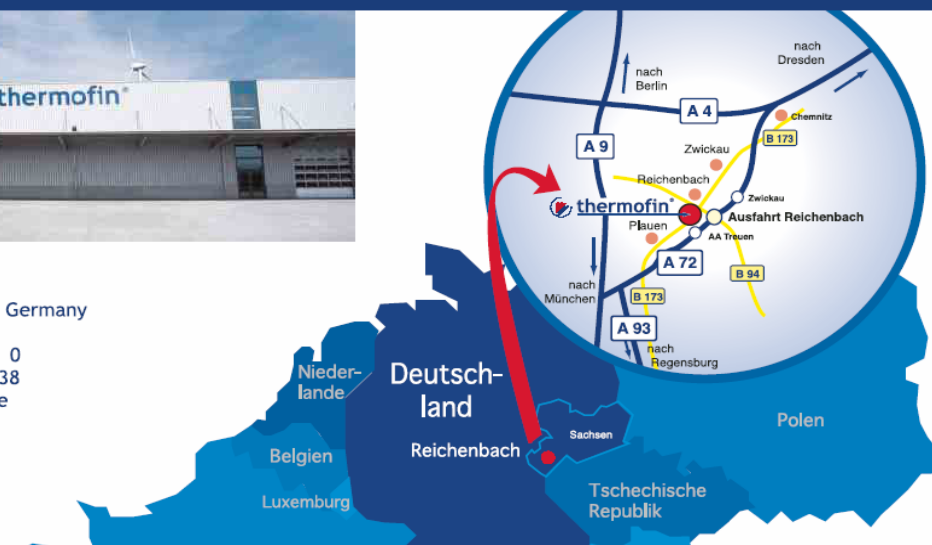 thermofin®
Germany
0
38
e
nach
Berlin
nach
Dresden
A 4
Chemnitz
B 173
A 9
Zwickau
Reichenbach
Zwickau
thermofin®
Ausfahrt Reichenbach
Plauen
AA Treuen
A 72
B 94
nach
München
B 173
A 93
nach
Regensburg
Nieder-
lande
Deutsch-
land
Polen
Sachsen
Reichenbach
Belgien
Luxemburg
Tschechische
Republik